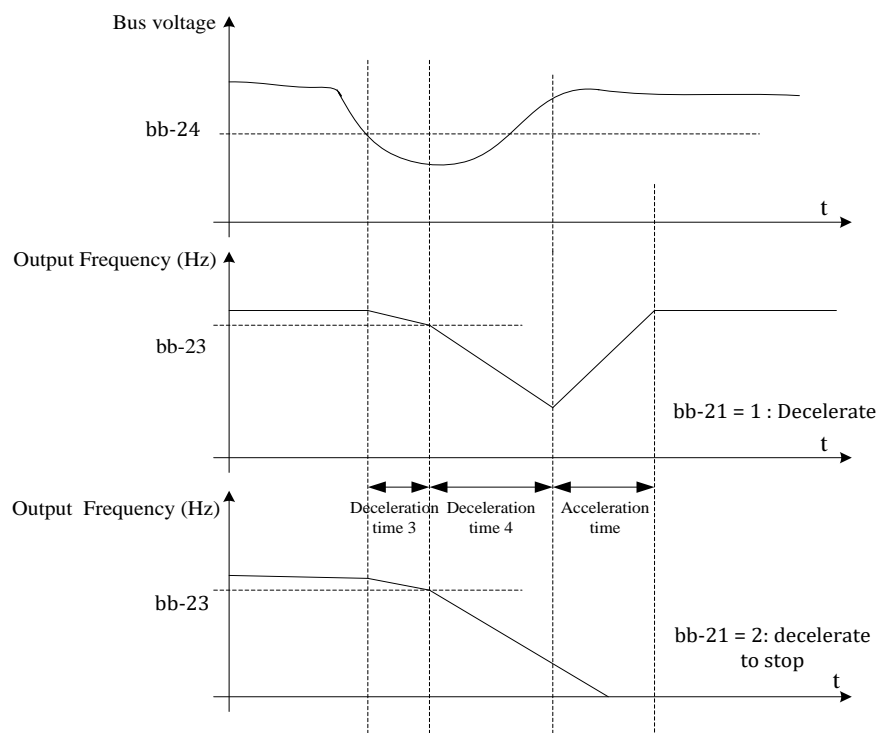 Bus voltage
bb-24
t
Output Frequency (Hz)
bb-23
bb-21 = 1 : Decelerate
t
Deceleration
time 3
Deceleration
time 4
Acceleration
time
Output  Frequency (Hz)
bb-23
bb-21 = 2: decelerate
to stop
t